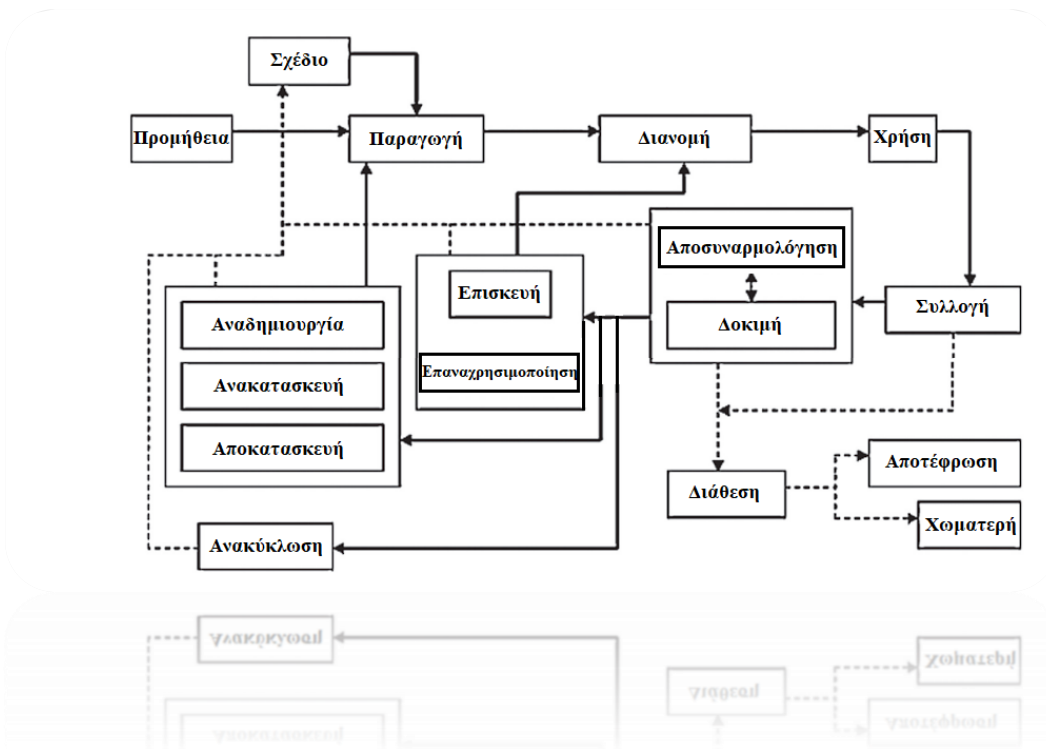 Σχέδιο
Προμήθεια
Παραγωγή
Διανομή
Χρήση
Αποσυναρμολόγηση
Επισκευή
Συλλογή
Αναδημιουργία
Δοκιμή
Επαναχρησιμοποίηση
Ανακατασκευή
Αποκατασκευή
Αποτέφρωση
Διάθεση
Χωματερή
Ανακύκλωση